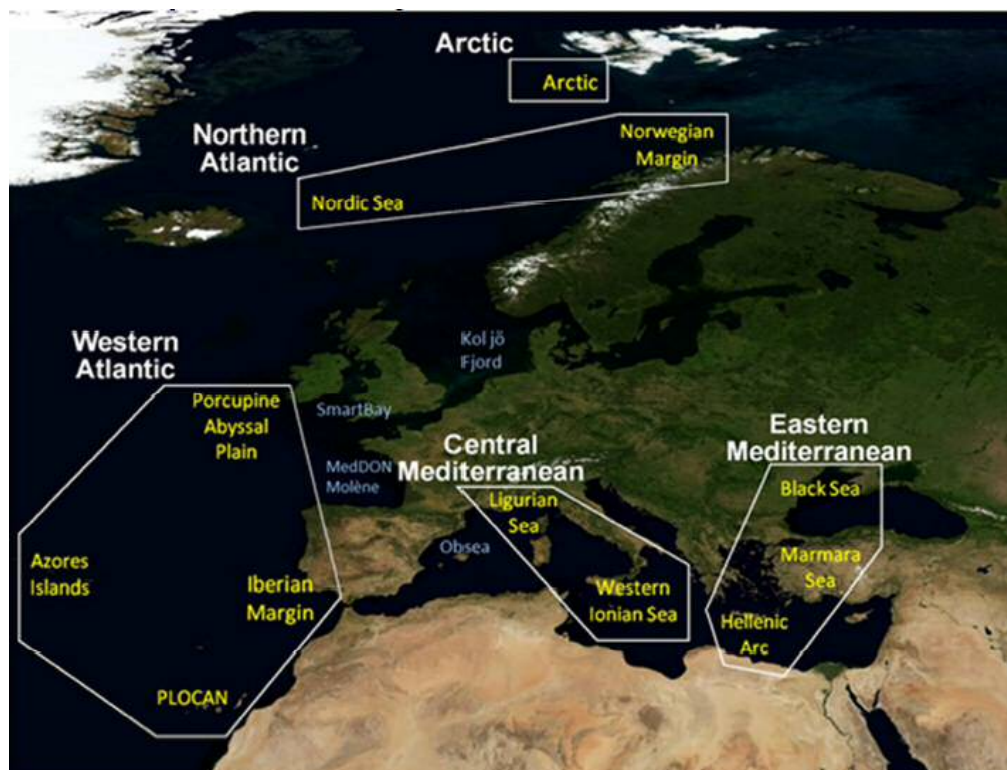 Arctic
Arctic
Northern
Atlantic
Norwegian
Margin
Nordic Sea
Western
Atlantic
Koljö
Fjord
Porcupine
Abyssal
Plain
SmartBay
Central
Mediterranean
Eastern
Mediterranean
MedDON
Molène
Ligurian
Sea
Black Sea
Obsea
Azores
Islands
Iberian
Margin
Western
Ionian Sea
Marmara
Sea
Hellenic
Arc
PLOCAN